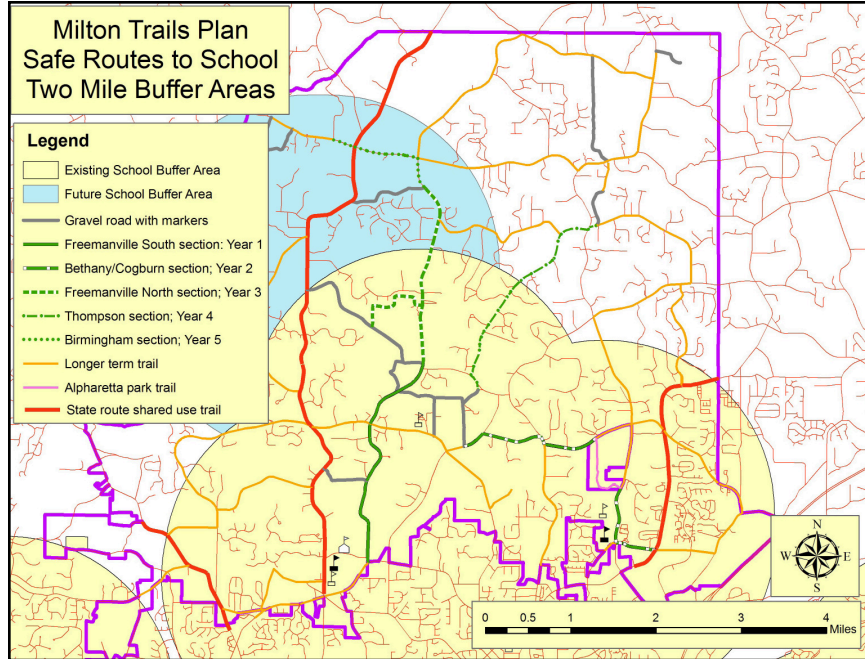 Milton Trails Plan
Safe Routes to School
Two Mile Buffer Areas
Legend
Existing School Buffer Area
Future School Buffer Area
Gravel road with markers
Freemanville South section: Year 1
Bethany/Cogburn section; Year 2
Freemanville North section; Year 3
Thompson section; Year 4
Birmingham section; Year 5
Longer term trail
Alpharetta park trail
State route shared use trail
N
W E
S
0 0.5 1 2 3 4
Miles